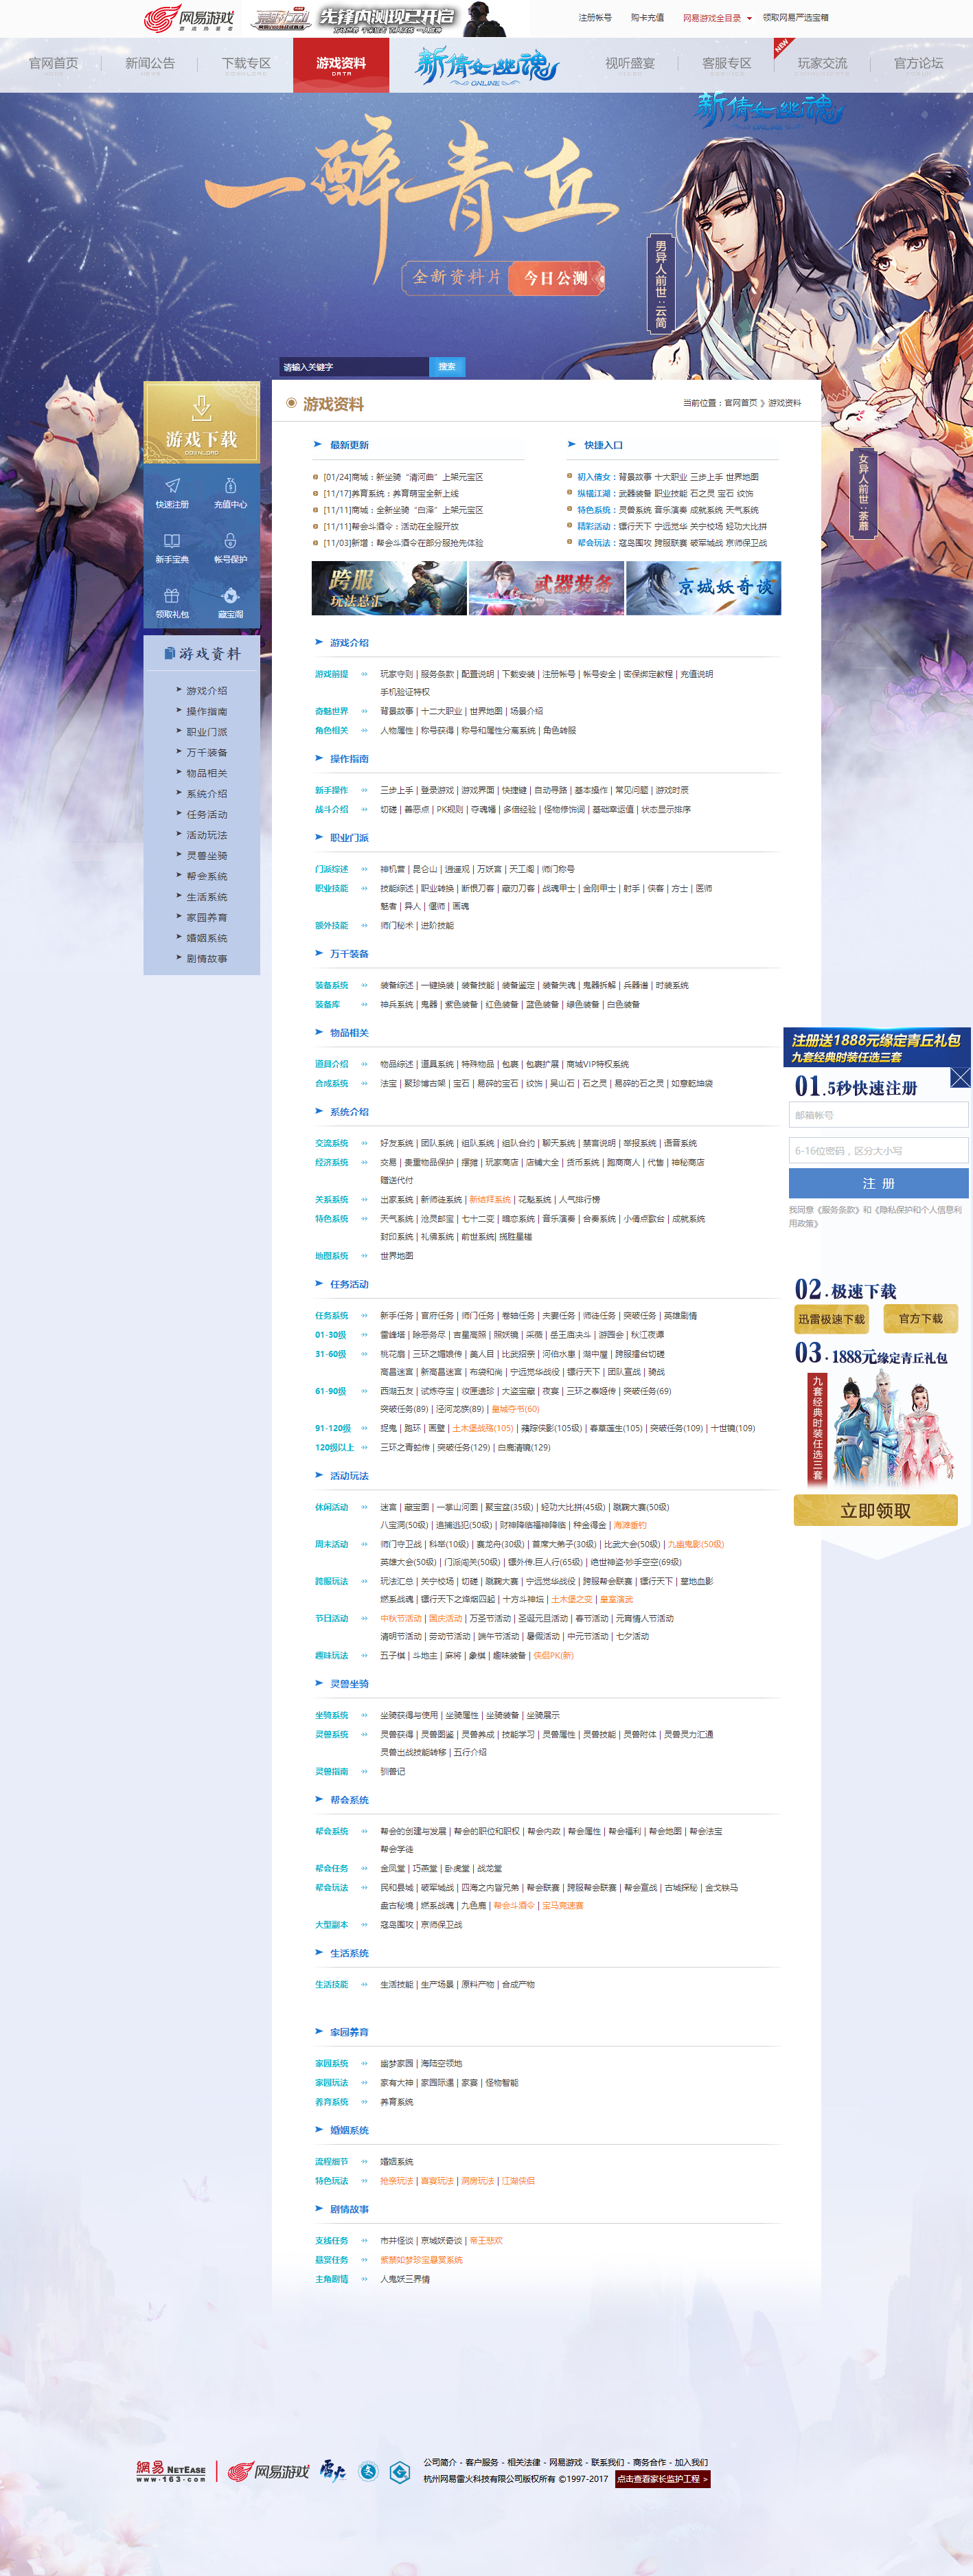 网易游戏
先锋内测现已开启
注册帐号 购卡充值 网易游戏全目录 领取网易严选宝箱
官网首页 新闻公告 下载专区 游戏资料 新倩女幽魂 ONLINE 视听盛宴 客服专区 玩家交流 官方论坛
DATA
NEW
新倩女幽魂
ONLINE
一醉青丘
全新资料片 今日公测
男异人前世:云简
女异人前世:荼蘼
请输入关键字 搜索
游戏下载
DOWNLOAD
快速注册 充值中心
新手宝典 帐号保护
领取礼包 藏宝阁
游戏资料
游戏介绍
操作指南
职业门派
万千装备
物品相关
系统介绍
任务活动
活动玩法
灵兽坐骑
帮会系统
生活系统
家园养育
婚姻系统
剧情故事
游戏资料 当前位置：官网首页 》 游戏资料
最新更新
[01/24]商城：新坐骑“清河曲”上架元宝区
[11/17]养育系统：养育萌宝全新上线
[11/11]商城：全新坐骑“白泽”上架元宝区
[11/11]帮会斗酒令：活动在全服开放
[11/03]新增：帮会斗酒令在部分服抢先体验
快捷入口
初入倩女：背景故事 十大职业 三步上手 世界地图
纵横江湖：武器装备 职业技能 石之灵 宝石 纹饰
特色系统：灵兽系统 音乐演奏 成就系统 天气系统
精彩活动：镖行天下 宁远觉华 关宁校场 轻功大比拼
帮会玩法：寇岛围攻 跨服联赛 破军城战 京师保卫战
跨服
玩法总汇
武器装备
京城妖奇谈
游戏介绍
游戏前提 玩家守则 | 服务条款 | 配置说明 | 下载安装 | 注册帐号 | 帐号安全 | 密保绑定教程 | 充值说明
手机验证特权
奇魅世界 背景故事 | 十二大职业 | 世界地图 | 场景介绍
角色相关 人物属性 | 称号获得 | 称号和属性分离系统 | 角色转服
操作指南
新手操作 三步上手 | 登录游戏 | 游戏界面 | 快捷键 | 自动寻路 | 基本操作 | 常见问题 | 游戏时辰
战斗介绍 切磋 | 善恶点 | PK规则 | 夺魂幡 | 多倍经验 | 怪物修饰词 | 基础幸运值 | 状态显示排序
职业门派
门派综述 神机营 | 昆仑山 | 逍遥观 | 万妖宫 | 天工阁 | 师门称号
职业技能 技能综述 | 职业转换 | 断恨刀客 | 藏刃刀客 | 战魂甲士 | 金刚甲士 | 射手 | 侠客 | 方士 | 医师
魅者 | 异人 | 偃师 | 画魂
额外技能 师门秘术 | 进阶技能
万千装备
装备系统 装备综述 | 一键换装 | 装备技能 | 装备鉴定 | 装备失魂 | 鬼器拆解 | 兵器谱 | 时装系统
装备库 神兵系统 | 鬼器 | 紫色装备 | 红色装备 | 蓝色装备 | 绿色装备 | 白色装备
物品相关
道具介绍 物品综述 | 道具系统 | 特殊物品 | 包裹 | 包裹扩展 | 商城VIP特权系统
合成系统 法宝 | 聚珍博古架 | 宝石 | 易碎的宝石 | 纹饰 | 昊山石 | 石之灵 | 易碎的石之灵 | 如意乾坤袋
系统介绍
交流系统 好友系统 | 团队系统 | 组队系统 | 组队合约 | 聊天系统 | 禁言说明 | 举报系统 | 语音系统
经济系统 交易 | 贵重物品保护 | 摆摊 | 玩家商店 | 店铺大全 | 货币系统 | 跑商商人 | 代售 | 神秘商店
赠送代付
关系系统 出家系统 | 新师徒系统 | 新结拜系统 | 花魁系统 | 人气排行榜
特色系统 天气系统 | 沧灵邮宝 | 七十二变 | 暗恋系统 | 音乐演奏 | 合奏系统 | 小倩点歌台 | 成就系统
封印系统 | 礼佛系统 | 前世系统| 揽胜星槎
地图系统 世界地图
任务活动
任务系统 新手任务 | 官府任务 | 师门任务 | 卷轴任务 | 夫妻任务 | 师徒任务 | 突破任务 | 英雄剧情
01-30级 雷峰塔 | 除恶务尽 | 吉星高照 | 照妖镜 | 采薇 | 岳王庙决斗 | 游园会 | 秋江夜谭
31-60级 桃花扇 | 三环之媚娘传 | 美人目 | 比武招亲 | 河伯水患 | 湖中屋 | 跨服擂台切磋
高昌迷宫 | 新高昌迷宫 | 布袋和尚 | 宁远觉华战役 | 镖行天下 | 团队宣战 | 骑战
61-90级 西湖五友 | 试炼夺宝 | 妆匣遗珍 | 大盗宝藏 | 夜宴 | 三环之泰姬传 | 突破任务(69)
突破任务(89) | 泾河龙族(89) | 皇城夺书(60)
91-120级 捉鬼 | 跑环 | 画壁 | 土木堡战殇(105) | 蕹踪侠影(105级) | 春草莲生(105) | 突破任务(109) | 十世镜(109)
120级以上 三环之青蛇传 | 突破任务(129) | 白鹿清镜(129)
活动玩法
休闲活动 迷宫 | 藏宝图 | 一掌山河图 | 聚宝盆(35级) | 轻功大比拼(45级) | 蹴鞠大赛(50级)
八宝洞(50级) | 追捕逃犯(50级) | 财神降临福神降临 | 种金得金 | 海滩垂钓
周末活动 师门守卫战 | 科举(10级) | 赛龙舟(30级) | 首席大弟子(30级) | 比武大会(50级) | 九幽鬼影(50级)
英雄大会(50级) | 门派闯关(50级) | 镖外传.巨人行(65级) | 绝世神盗·妙手空空(69级)
跨服玩法 玩法汇总 | 关宁校场 | 切磋 | 蹴鞠大赛 | 宁远觉华战役 | 跨服帮会联赛 | 镖行天下 | 墓地血影
燃系战魂 | 镖行天下之烽烟四起 | 十方斗神坛 | 土木堡之变 | 皇室演武
节日活动 中秋节活动 | 国庆活动 | 万圣节活动 | 圣诞元旦活动 | 春节活动 | 元宵情人节活动
清明节活动 | 劳动节活动 | 端午节活动 | 暑假活动 | 中元节活动 | 七夕活动
趣味玩法 五子棋 | 斗地主 | 麻将 | 象棋 | 趣味装备 | 侠侣PK(新)
灵兽坐骑
坐骑系统 坐骑获得与使用 | 坐骑属性 | 坐骑装备 | 坐骑展示
灵兽系统 灵兽获得 | 灵兽图鉴 | 灵兽养成 | 技能学习 | 灵兽属性 | 灵兽技能 | 灵兽附体 | 灵兽灵力汇通
灵兽出战技能转移 | 五行介绍
灵兽指南 驯兽记
帮会系统
帮会系统 帮会的创建与发展 | 帮会的职位和职权 | 帮会内政 | 帮会属性 | 帮会福利 | 帮会地图 | 帮会法宝
帮会学徒
帮会任务 金凤堂 | 巧燕堂 | 卧虎堂 | 战龙堂
帮会玩法 民和县城 | 破军城战 | 四海之内皆兄弟 | 帮会联赛 | 跨服帮会联赛 | 帮会宣战 | 古城探秘 | 金戈铁马
盘古秘境 | 燃系战魂 | 九色鹿 | 帮会斗酒令 | 宝马竞速赛
大型副本 寇岛围攻 | 京师保卫战
生活系统
生活技能 生活技能 | 生产场景 | 原料产物 | 合成产物
家园养育
家园系统 幽梦家园 | 海陆空领地
家园玩法 家有大神 | 家园际遇 | 家宴 | 怪物智能
养育系统 养育系统
婚姻系统
流程细节 婚姻系统
特色玩法 抢亲玩法 | 喜宴玩法 | 洞房玩法 | 江湖侠侣
剧情故事
支线任务 市井怪谈 | 京城妖奇谈 | 帝王悲欢
悬赏任务 紫禁如梦珍宝悬赏系统
主角剧情 人鬼妖三界情
注册送1888元缘定青丘礼包
九套经典时装任选三套
01.5秒快速注册
邮箱帐号
6-16位密码，区分大小写
注 册
我同意《服务条款》和《隐私保护和个人信息利
用政策》
02.极速下载
迅雷极速下载 官方下载
03.1888元缘定青丘礼包
九套经典时装任选三套
立即领取
網易 NETEASE
www.163.com
网易游戏 雷火
公司简介 - 客户服务 - 相关法律 - 网易游戏 - 联系我们 - 商务合作 - 加入我们
杭州网易雷火科技有限公司版权所有 ©1997-2017 点击查看家长监护工程 >